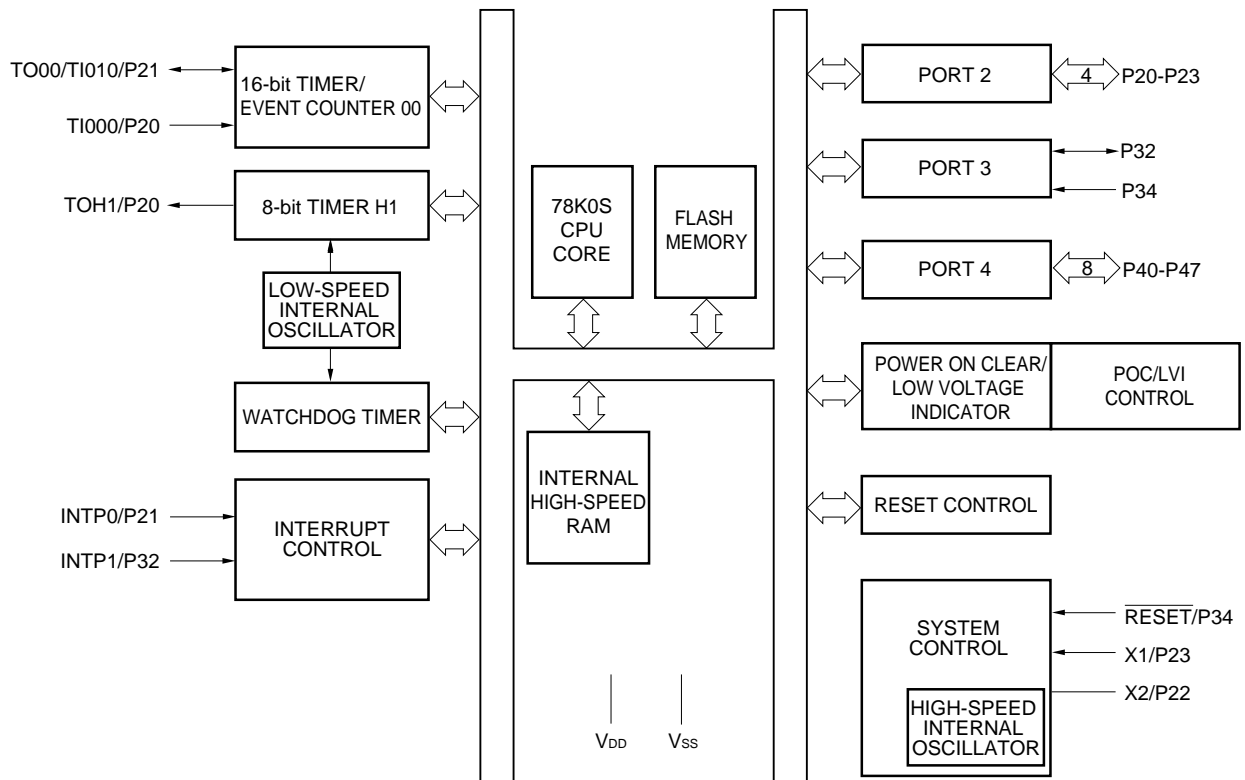 TO00/TI010/P21
TI000/P20
16-bit TIMER/
EVENT COUNTER 00
TOH1/P20
8-bit TIMER H1
LOW-SPEED
INTERNAL
OSCILLATOR
WATCHDOG TIMER
INTP0/P21
INTP1/P32
INTERRUPT
CONTROL
78K0S
CPU
CORE
FLASH
MEMORY
INTERNAL
HIGH-SPEED
RAM
VDD
VSS
PORT 2
4
P20-P23
PORT 3
P32
P34
PORT 4
8
P40-P47
POWER ON CLEAR/
LOW VOLTAGE
INDICATOR
POC/LVI
CONTROL
RESET CONTROL
SYSTEM
CONTROL
RESET/P34
X1/P23
X2/P22
HIGH-SPEED
INTERNAL
OSCILLATOR